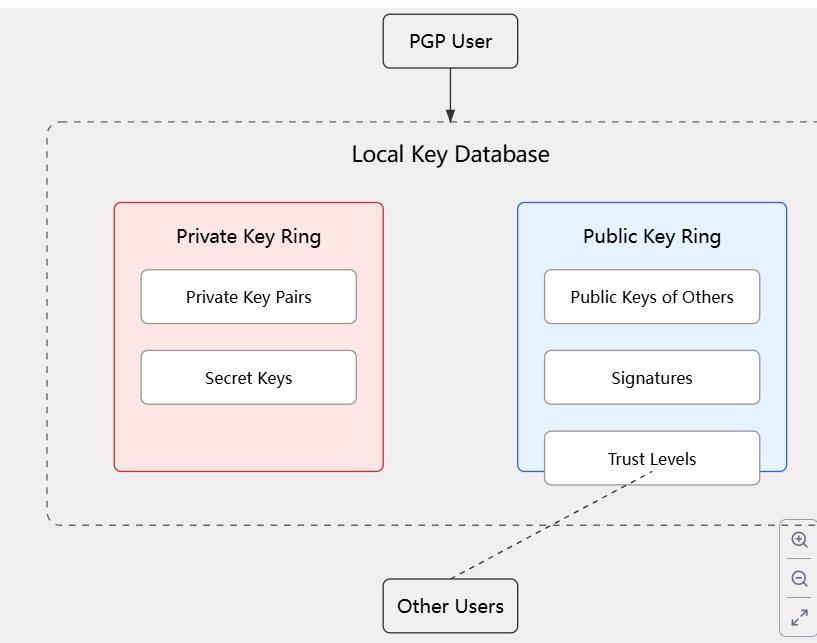 PGP User
Local Key Database
Private Key Ring
Private Key Pairs
Secret Keys
Public Key Ring
Public Keys of Others
Signatures
Trust Levels
Other Users